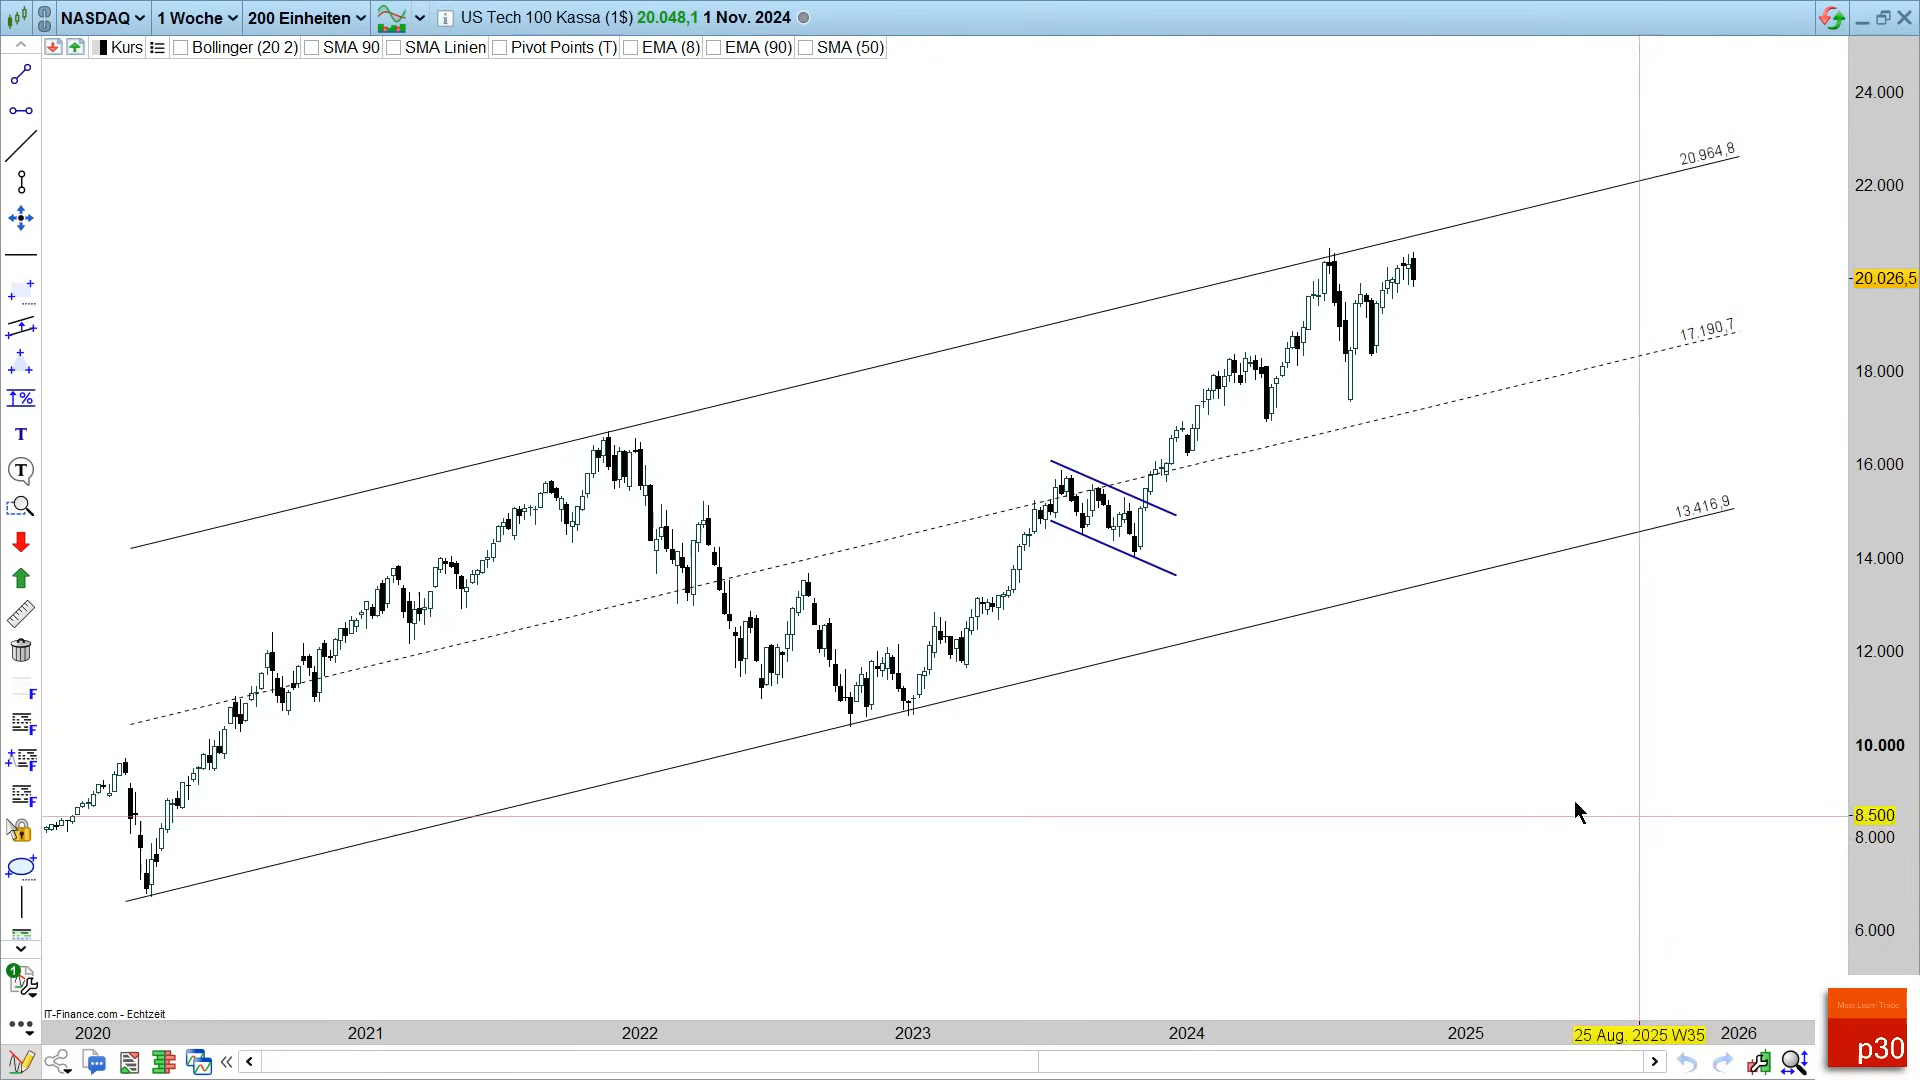 NASDAQ 1 Woche 200 Einheiten US Tech 100 Kassa (1$) 20.048,1 1 Nov. 2024
Kurs Bollinger (20 2) SMA 90 SMA Linien Pivot Points (T) EMA (8) EMA (90) SMA (50)
24.000
20.964,8
22.000
20.026,5
17.190,7
18.000
16.000
13.416,9
14.000
12.000
10.000
8.500
8.000
6.000
T
T
%
F
F
F
F
1
IT-Finance.com - Echtzeit
2020 2021 2022 2023 2024 2025 25 Aug. 2025 W35 2026
Meet Learn Trade
p30